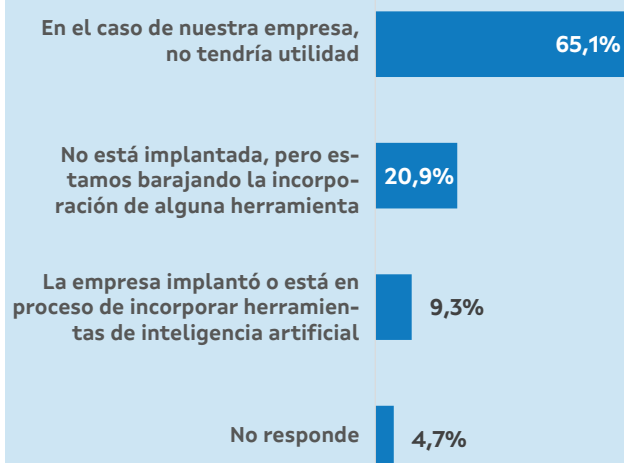 En el caso de nuestra empresa,
no tendría utilidad
65,1%
No está implantada, pero es-
tamos barajando la incorpo-
ración de alguna herramienta
20,9%
La empresa implantó o está en
proceso de incorporar herramien-
tas de inteligencia artificial
9,3%
No responde
4,7%